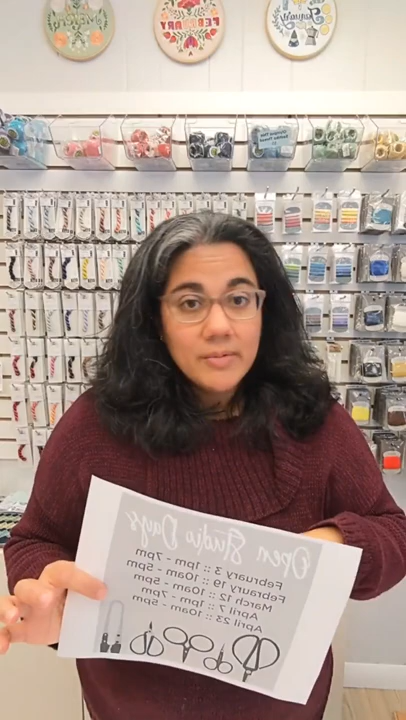 FEBRUARY
January
Open Studio Days
February 3 :: 1pm - 7pm
February 19 :: 10am - 5pm
March 12 :: 10am - 5pm
April 7 :: 1pm - 7pm
April 23 :: 10am - 5pm